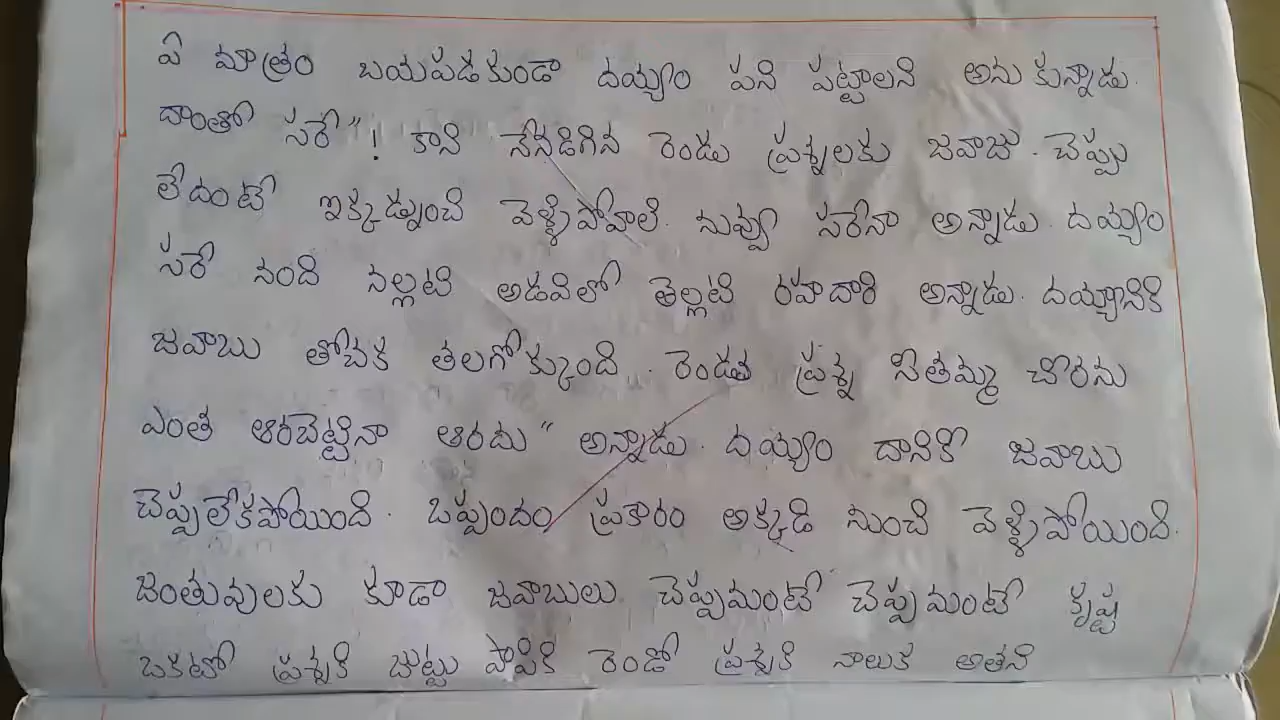 ఏ మాత్రం బయపడకుండా దయ్యం పని పట్టాలని అను కున్నాడు.
దాంతో సరే"! కాని నేనడిగిన రెండు ప్రశ్నలకు జవాబు . చెప్పు
లేదంటే ఇక్కడ్నుంచి వెళ్ళిపోవాలి. నువ్వు సరేనా అన్నాడు. దయ్యం
సరే నంది నల్లటి అడవిలో తెల్లటి రహదారి అన్నాడు. దయ్యానికి
జవాబు తోచక తలగోక్కుంది . రెండవ ప్రశ్న సీతమ్మ చీరను
ఎంత ఆరబెట్టినా ఆరదు" అన్నాడు. దయ్యం దానికీ జవాబు
చెప్పలేకపోయింది. ఒప్పందం ప్రకారం అక్కడి నుంచి వెళ్ళిపోయింది.
జంతువులకు కూడా జవాబులు చెప్పమంటే చెప్పమంటే కృష్ణ
ఒకటో ప్రశ్నకి జుట్టు పాపికి రెండో ప్రశ్నకి నాలుక అతని